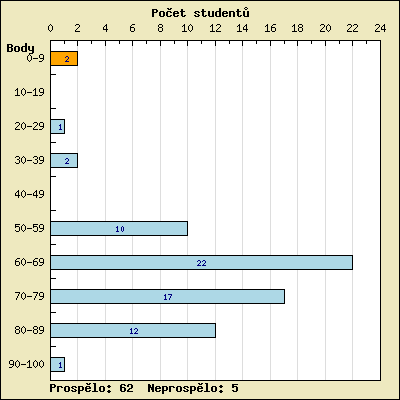 Počet studentů
0 2 4 6 8 10 12 14 16 18 20 22 24
Body
0-9 2
10-19
20-29 1
30-39 2
40-49
50-59 10
60-69 22
70-79 17
80-89 12
90-100 1
Prospělo: 62 Neprospělo: 5